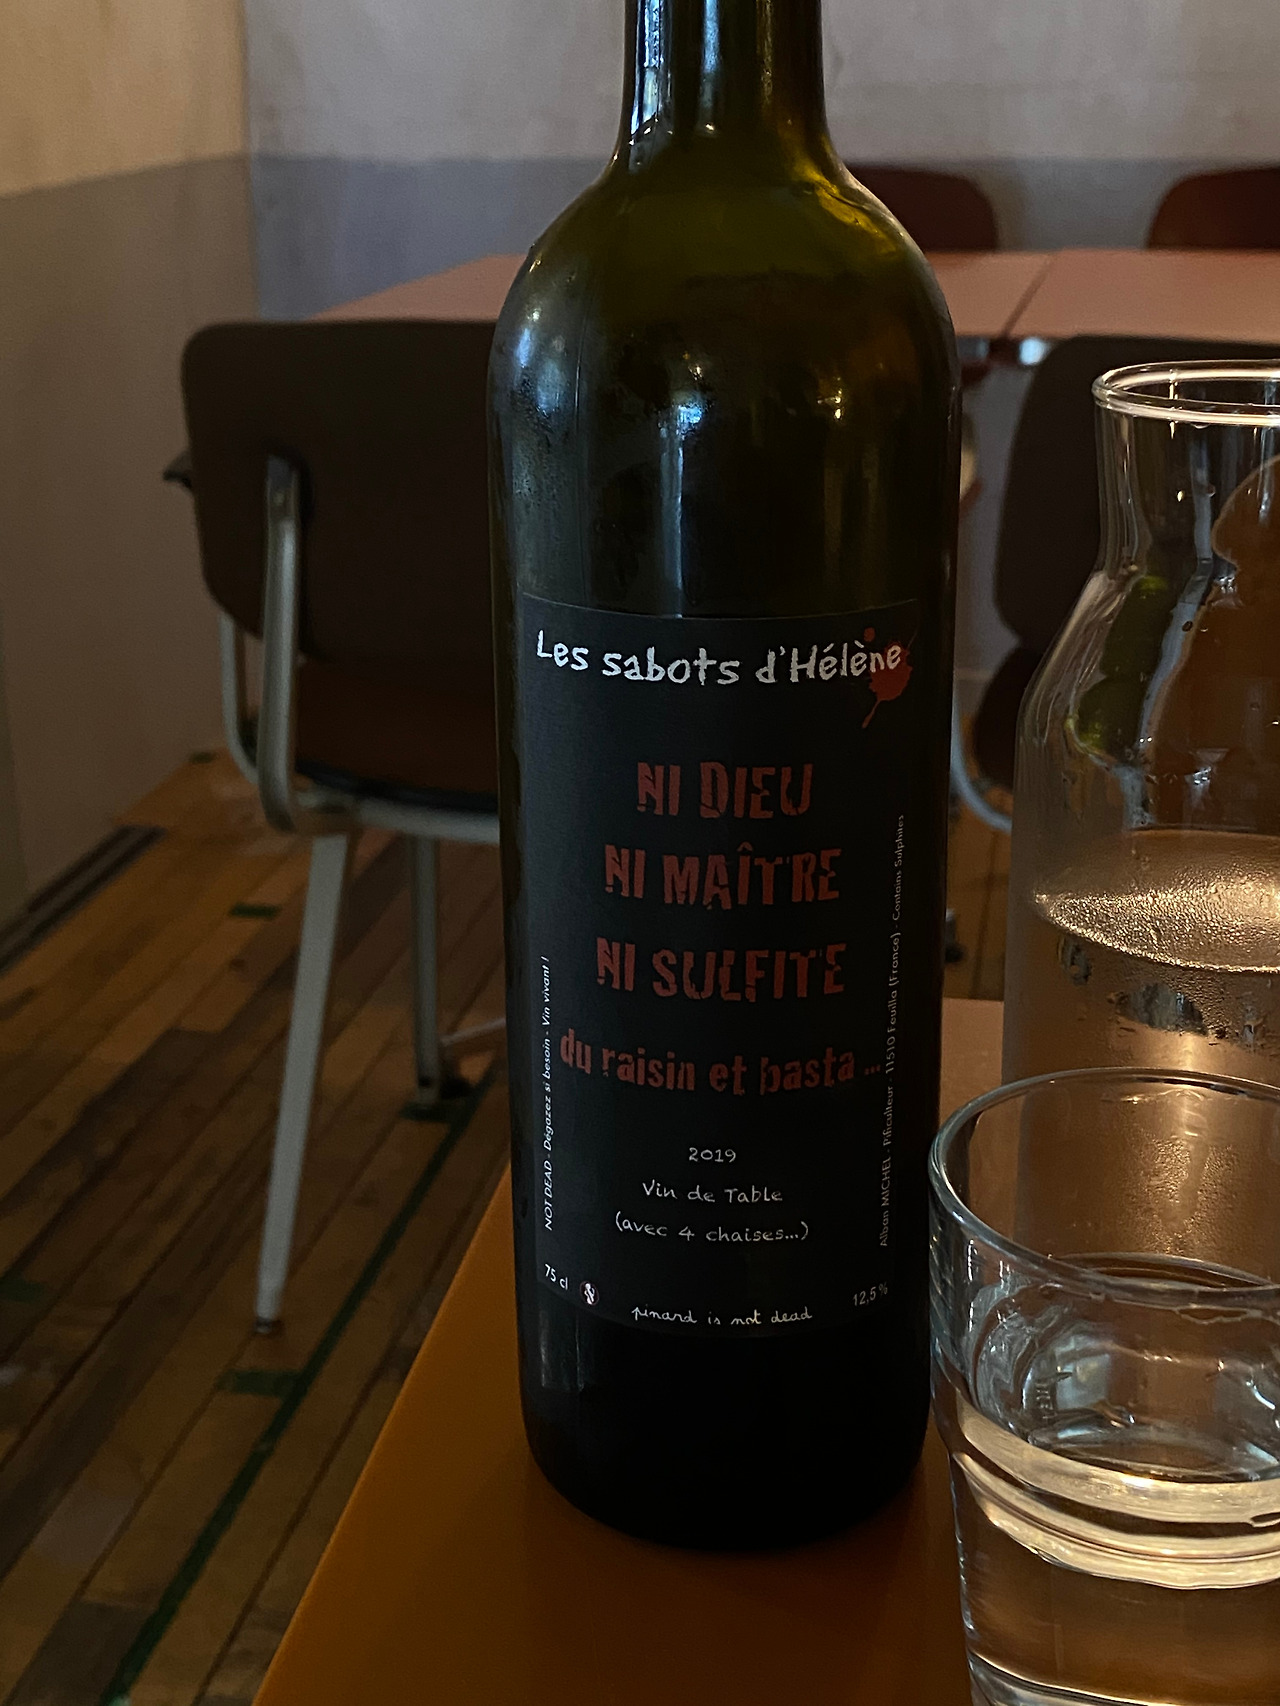 Les sabots d'Hélène
NI DIEU
NI MAÎTRE
NI SULFITE
du raisin et basta...
2019
Vin de Table
(avec 4 chaises...)
75 cl
12,5%
pinard is not dead
NOT DEAD - Dégazez si besoin - Vin vivant !
Alban MICHEL - Pificulteur - 11510 Feuilla (France) - Contains Sulphites